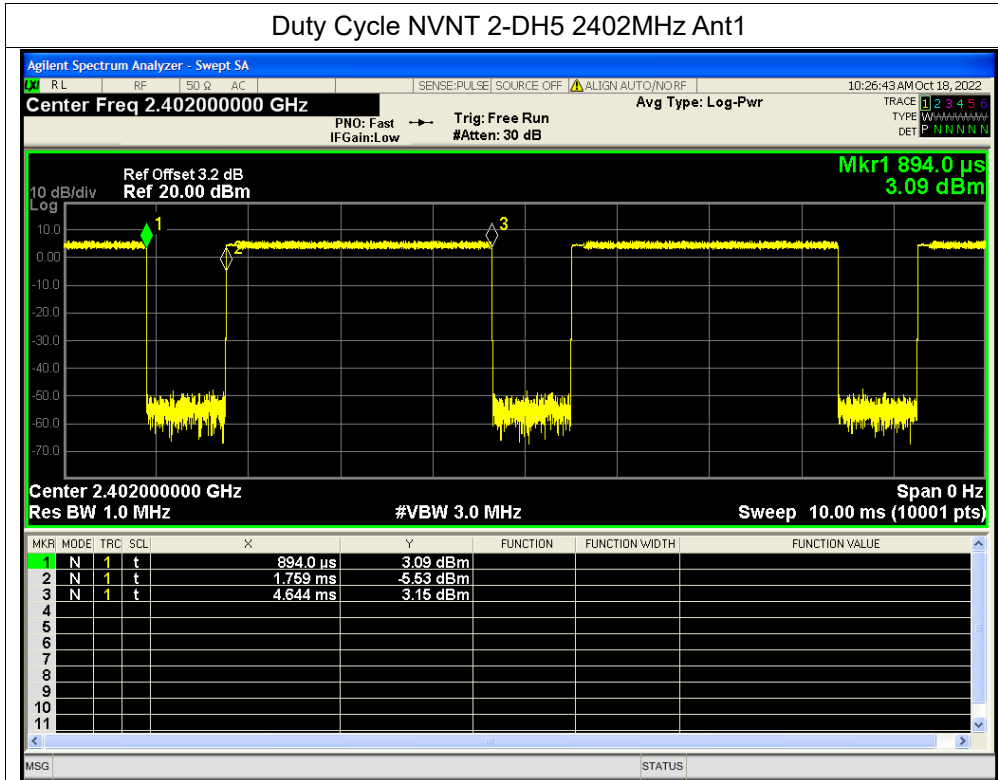 Duty Cycle NVNT 2-DH5 2402MHz Ant1
Agilent Spectrum Analyzer - Swept SA
LXI RL RF 50 Ω AC SENSE:PULSE SOURCE OFF ALIGN AUTO/NORF 10:26:43 AM Oct 18, 2022
Center Freq 2.402000000 GHz Avg Type: Log-Pwr TRACE 1 2 3 4 5 6
PNO: Fast Trig: Free Run TYPE W
IFGain:Low #Atten: 30 dB DET P N N N N N
Mkr1 894.0 µs
Ref Offset 3.2 dB
10 dB/div Ref 20.00 dBm 3.09 dBm
Log
10.0
0.00
-10.0
-20.0
-30.0
-40.0
-50.0
-60.0
-70.0
1
2
3
Center 2.402000000 GHz Span 0 Hz
Res BW 1.0 MHz #VBW 3.0 MHz Sweep 10.00 ms (10001 pts)
MKR MODE TRC SCL X Y FUNCTION FUNCTION WIDTH FUNCTION VALUE
1 N 1 t 894.0 µs 3.09 dBm
2 N 1 t 1.759 ms -5.53 dBm
3 N 1 t 4.644 ms 3.15 dBm
4
5
6
7
8
9
10
11
MSG STATUS